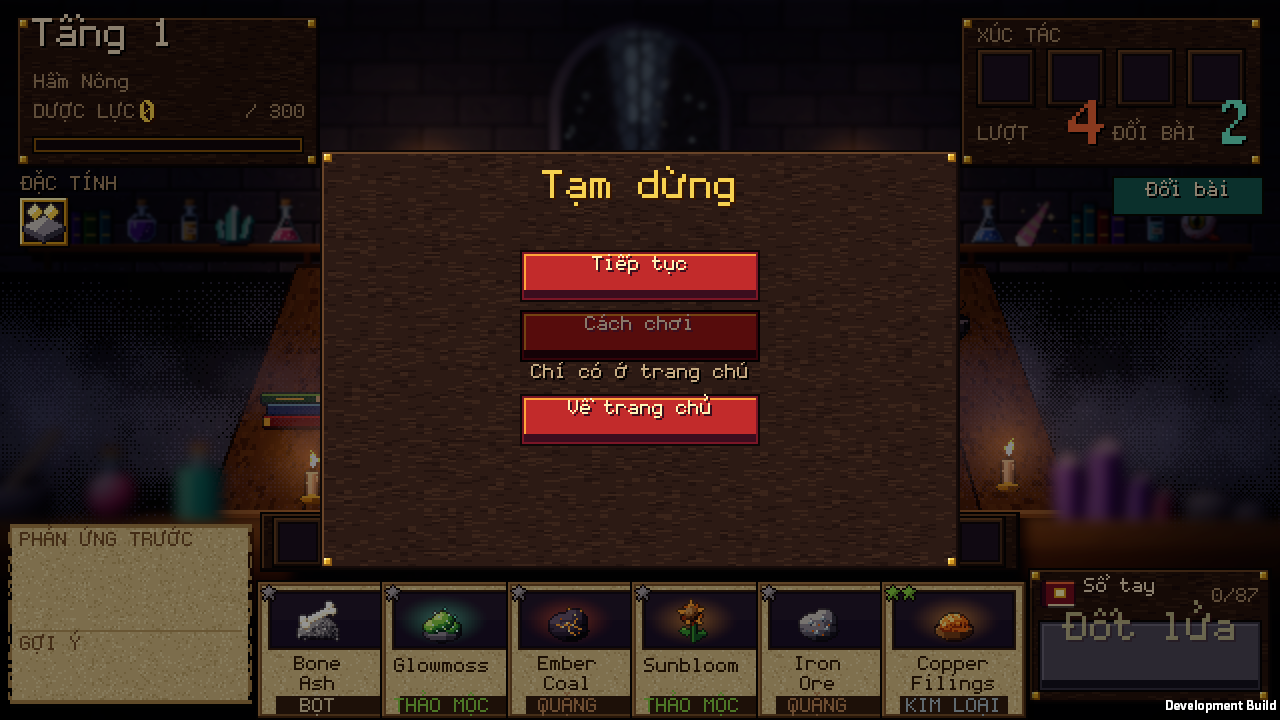 Tầng 1
Hầm Nông
DƯỢC LỰC 0 / 300
ĐẶC TÍNH
XÚC TÁC
LƯỢT 4 ĐỔI BÀI 2
Đổi bài
Tạm dừng
Tiếp tục
Cách chơi
Chỉ có ở trang chủ
Về trang chủ
PHẢN ỨNG TRƯỚC
GỢI Ý
Bone
Ash
BỘT
Glowmoss
THẢO MỘC
Ember
Coal
QUẶNG
Sunbloom
THẢO MỘC
Iron
Ore
QUẶNG
Copper
Filings
KIM LOẠI
Sổ tay
0/87
Đốt lửa
Development Build